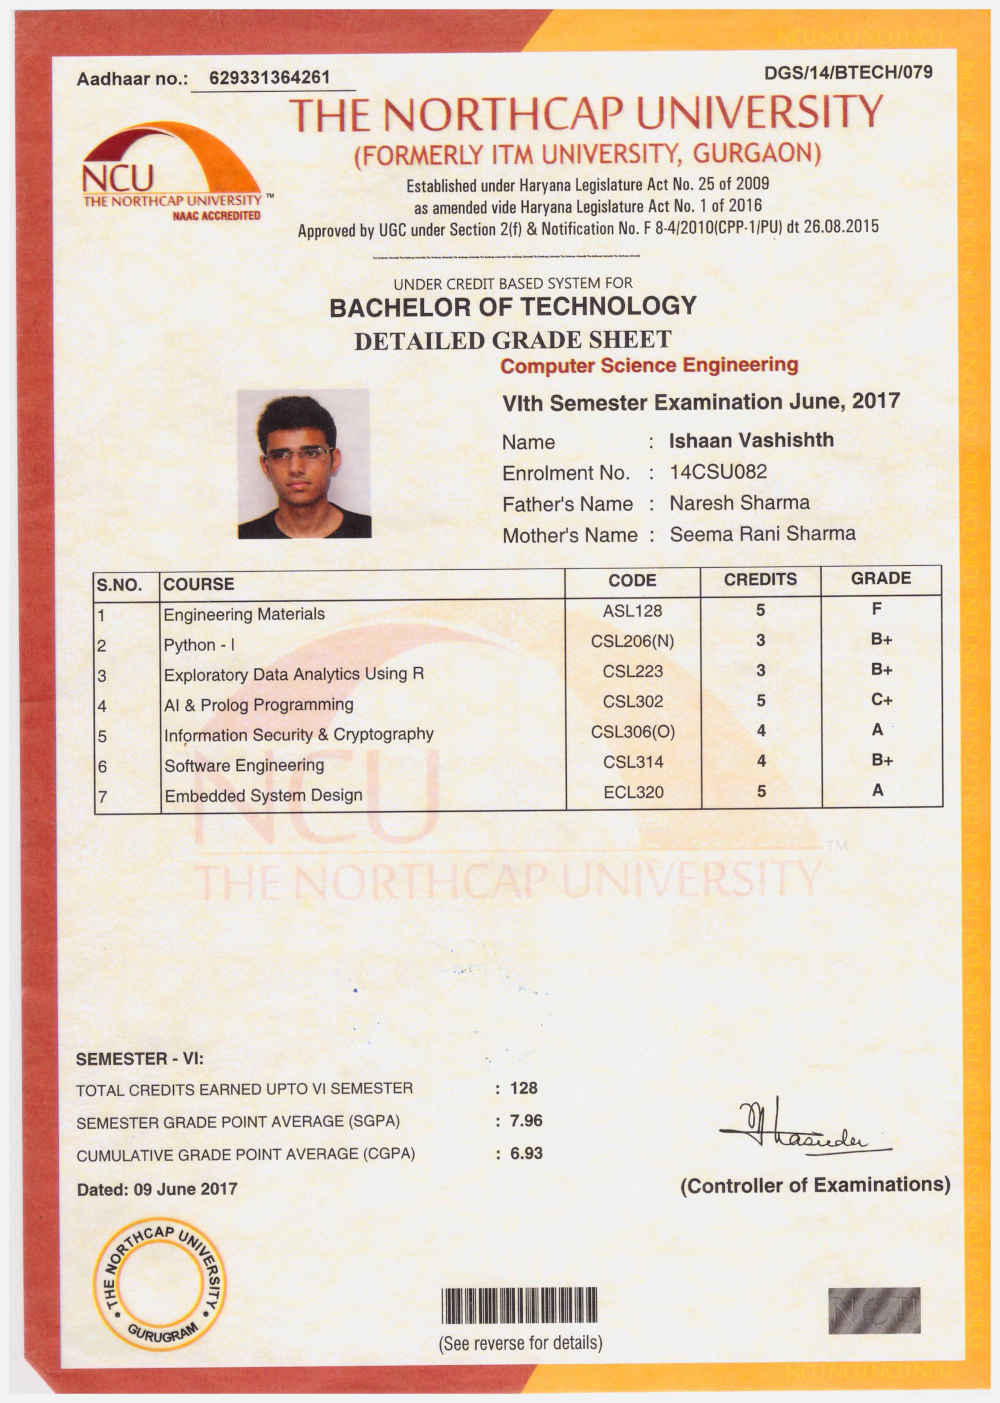 Aadhaar no.: 629331364261
DGS/14/BTECH/079
THE NORTHCAP UNIVERSITY
(FORMERLY ITM UNIVERSITY, GURGAON)
NCU
THE NORTHCAP UNIVERSITY ™
NAAC ACCREDITED
Established under Haryana Legislature Act No. 25 of 2009
as amended vide Haryana Legislature Act No. 1 of 2016
Approved by UGC under Section 2(f) & Notification No. F 8-4/2010(CPP-1/PU) dt 26.08.2015
UNDER CREDIT BASED SYSTEM FOR
BACHELOR OF TECHNOLOGY
DETAILED GRADE SHEET
Computer Science Engineering
VIth Semester Examination June, 2017
Name : Ishaan Vashishth
Enrolment No. : 14CSU082
Father's Name : Naresh Sharma
Mother's Name : Seema Rani Sharma
S.NO. COURSE CODE CREDITS GRADE
1 Engineering Materials ASL128 5 F
2 Python - I CSL206(N) 3 B+
3 Exploratory Data Analytics Using R CSL223 3 B+
4 AI & Prolog Programming CSL302 5 C+
5 Information Security & Cryptography CSL306(O) 4 A
6 Software Engineering CSL314 4 B+
7 Embedded System Design ECL320 5 A
NCU
THE NORTHCAP UNIVERSITY TM
SEMESTER - VI:
TOTAL CREDITS EARNED UPTO VI SEMESTER : 128
SEMESTER GRADE POINT AVERAGE (SGPA) : 7.96
CUMULATIVE GRADE POINT AVERAGE (CGPA) : 6.93
Dated: 09 June 2017
(Controller of Examinations)
THE NORTHCAP UNIVERSITY
GURUGRAM
(See reverse for details)
NCU